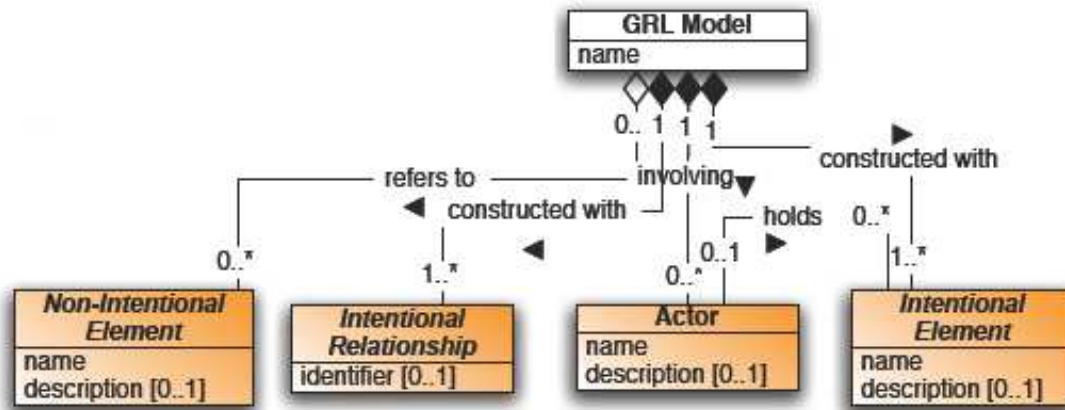 GRL Model
name
0.. 1 1 1
constructed with
refers to
involving
constructed with
holds
0..*
0..1
0..*
1..*
0..*
1..*
Non-Intentional
Element
name
description [0..1]
Intentional
Relationship
identifier [0..1]
Actor
name
description [0..1]
Intentional
Element
name
description [0..1]